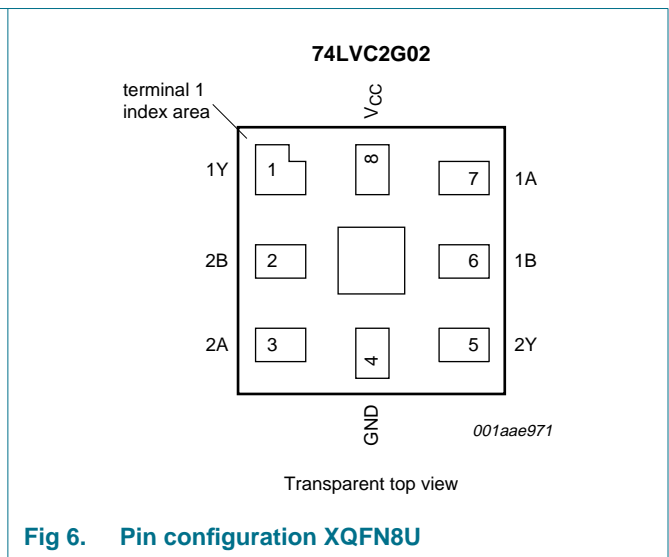 74LVC2G02
terminal 1
index area
VCC
1Y 1 8 7 1A
2B 2 6 1B
2A 3 4 5 2Y
GND
001aae971
Transparent top view
Fig 6. Pin configuration XQFN8U